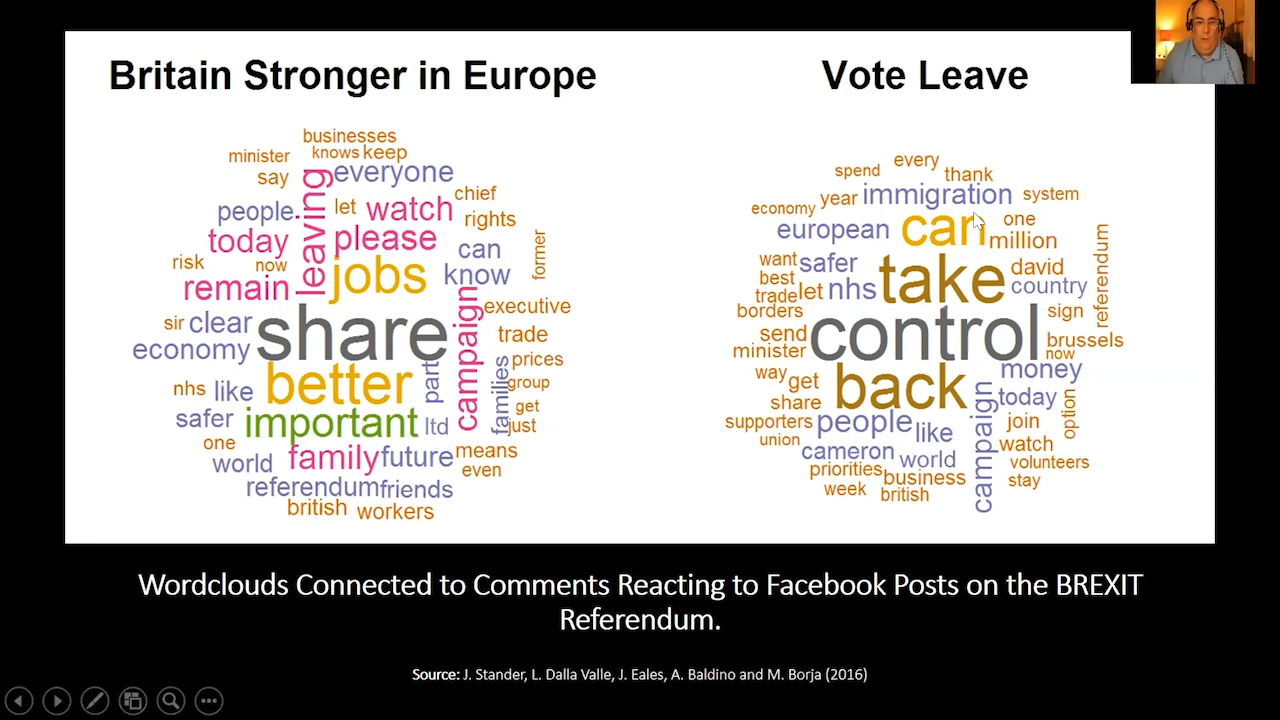 Britain Stronger in Europe
businesses
minister
knows keep
say
leaving
everyone
people
let
watch
chief
rights
today
please
can
former
risk
now
jobs
know
remain
executive
sir
clear
share
campaign
trade
economy
prices
nhs
like
better
part
families
group
safer
important
ltd
get
just
one
world
family
future
means
even
referendum
friends
british
workers
Vote Leave
every
spend
thank
year
immigration
system
economy
european
can
one
million
referendum
want
safer
take
david
best
nhs
country
trade
let
borders
control
sign
send
brussels
minister
now
way
get
back
money
share
campaign
today
option
supporters
people
like
join
union
cameron
world
watch
priorities
business
volunteers
week
british
stay
Wordclouds Connected to Comments Reacting to Facebook Posts on the BREXIT
Referendum.
Source: J. Stander, L. Dalla Valle, J. Eales, A. Baldino and M. Borja (2016)